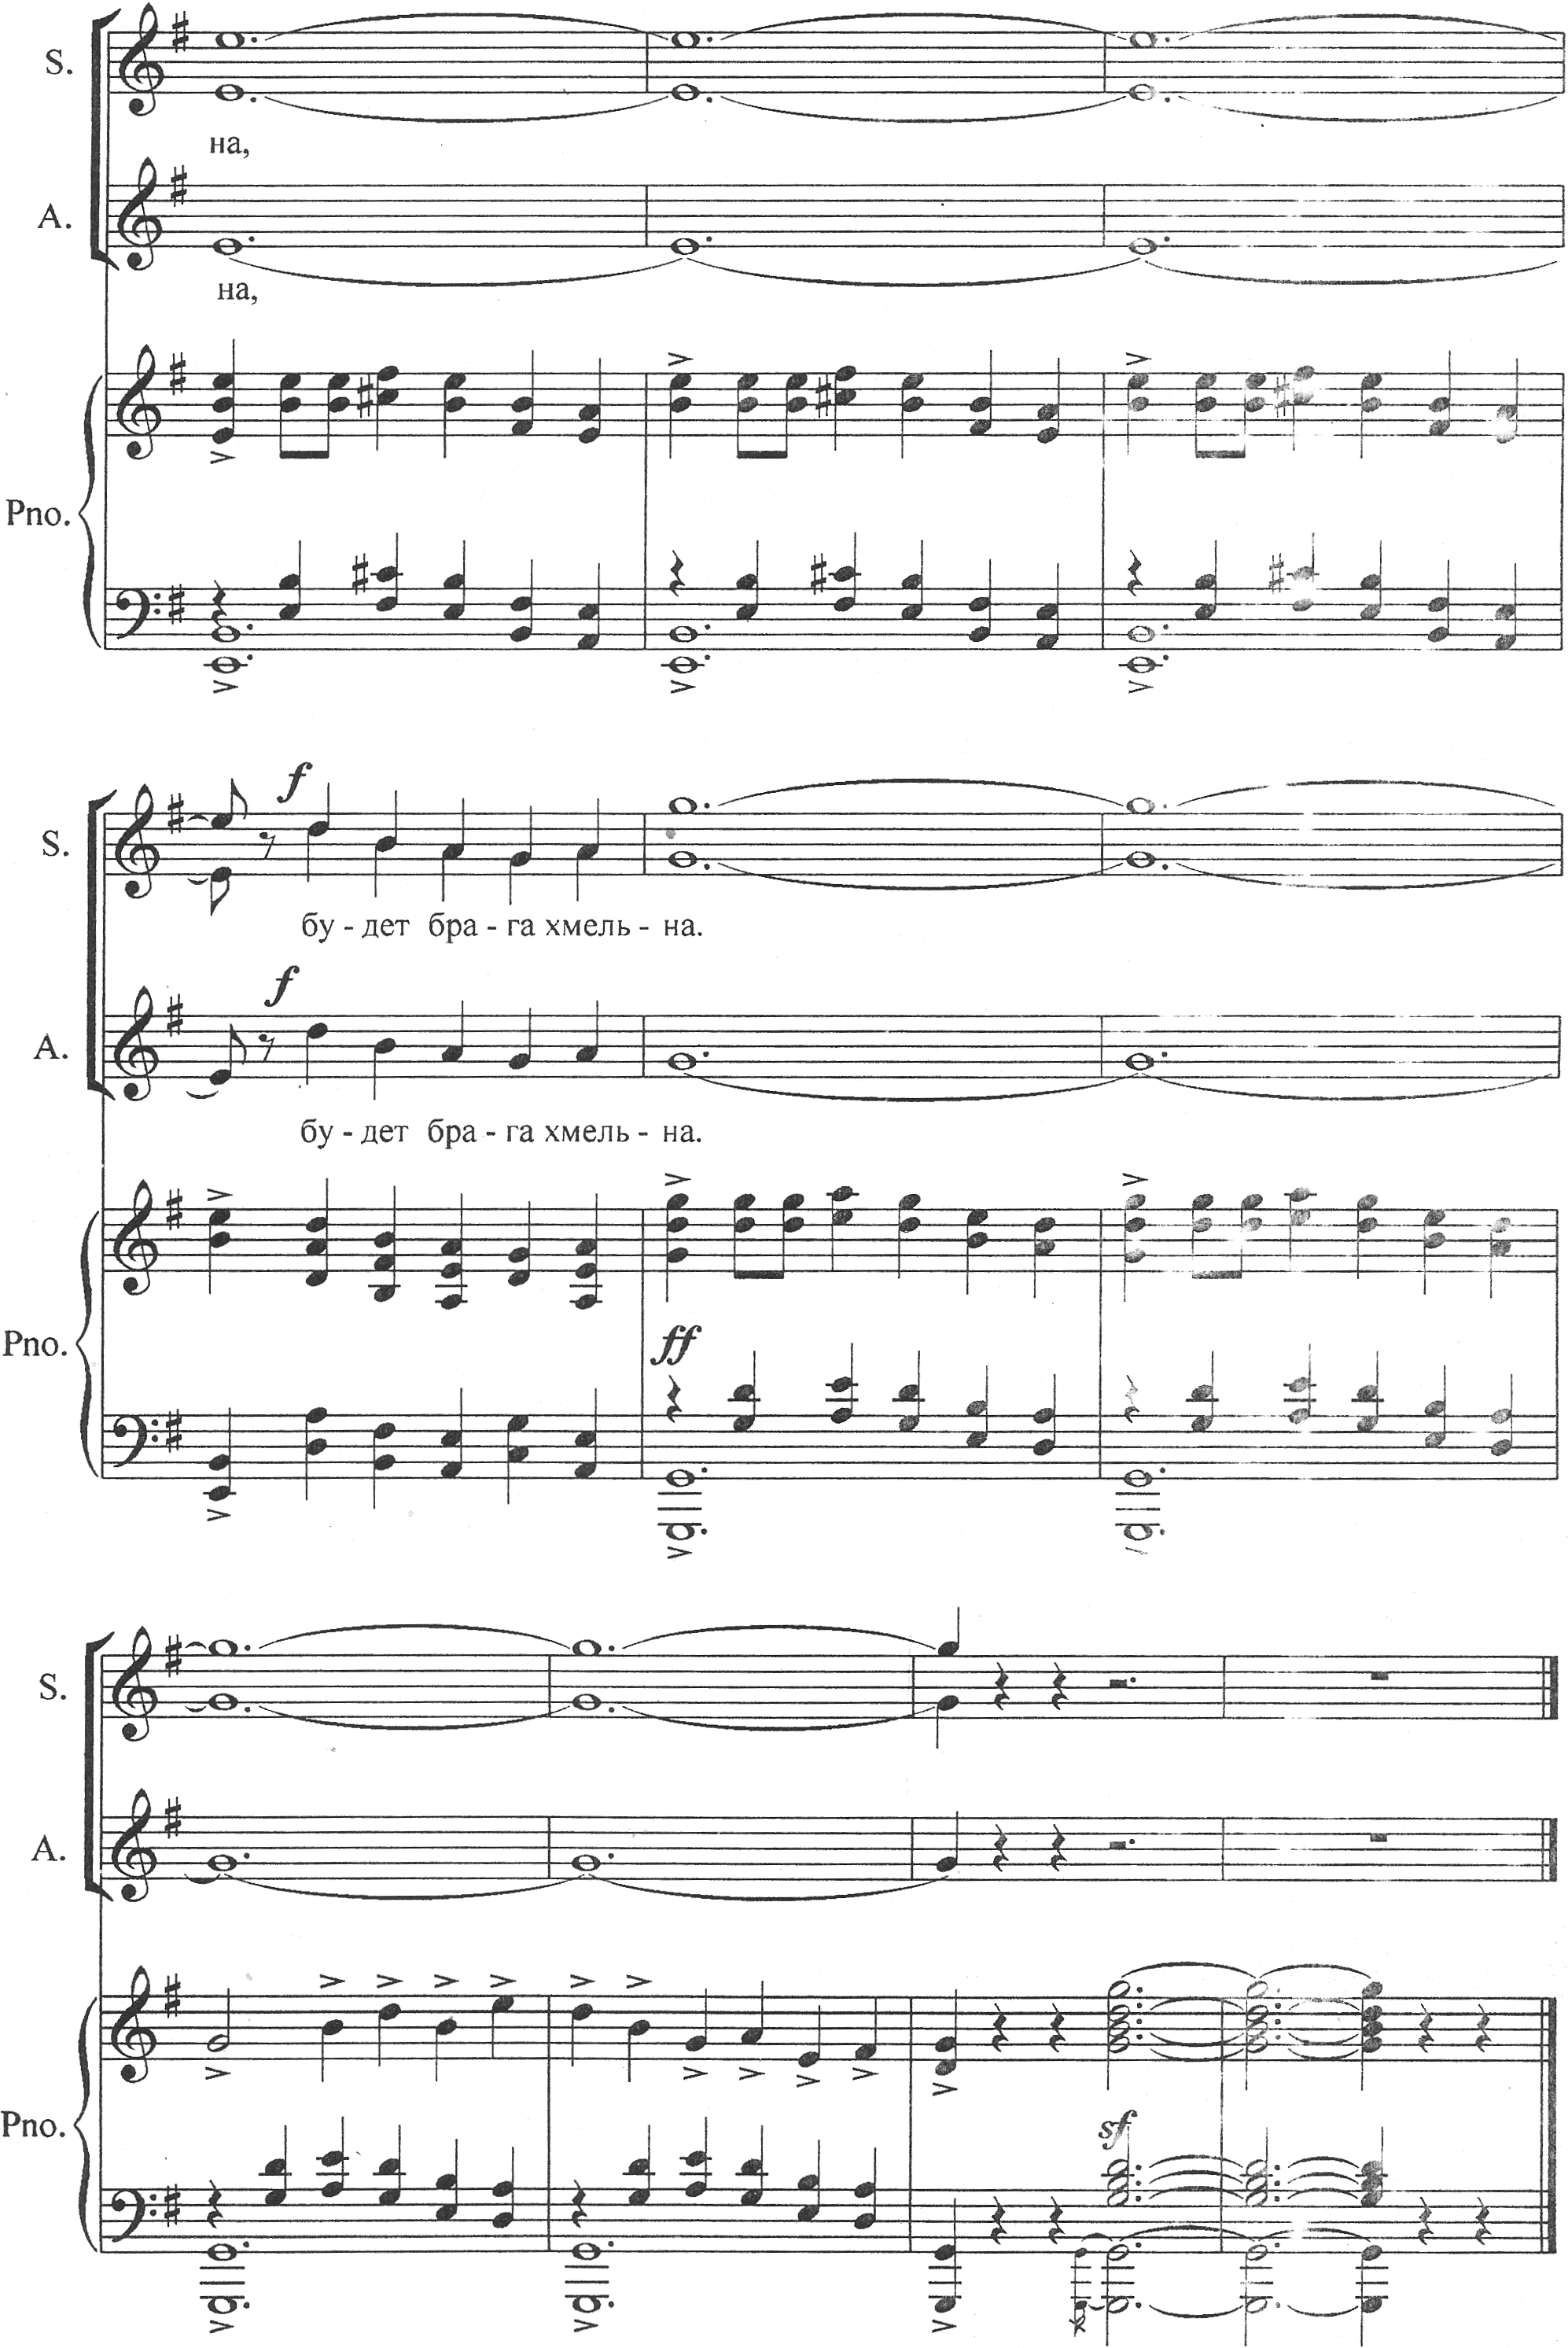 S.
на,
A.
на,
Pno.
f
S.
бу - дет бра - га хмель - на.
f
A.
бу - дет бра - га хмель - на.
Pno.
ff
S.
A.
Pno.
sf